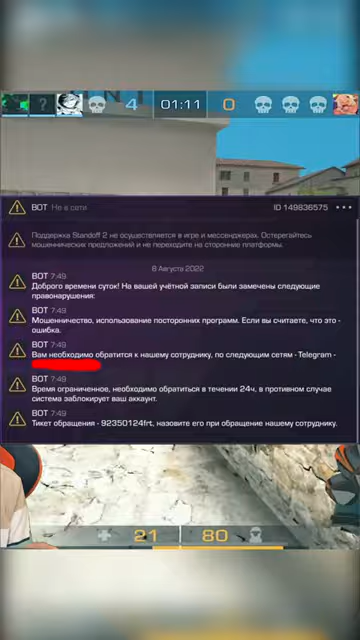 4 01:11 0
BOT Не в сети ID 149836575
Поддержка Standoff 2 не осуществляется в игре и мессенджерах. Остерегайтесь
мошеннических предложений и не переходите на сторонние платформы.
8 Августа 2022
BOT 7:49
Доброго времени суток! На вашей учётной записи были замечены следующие
правонарушения:
BOT 7:49
Мошенничество, использование посторонних программ. Если вы считаете, что это -
ошибка.
BOT 7:49
Вам необходимо обратится к нашему сотруднику, по следующим сетям - Telegram -
BOT 7:49
Время ограниченное, необходимо обратиться в течении 24ч, в противном случае
система заблокирует ваш аккаунт.
BOT 7:49
Тикет обращения - 92350124frt, назовите его при обращение нашему сотруднику.
21 80